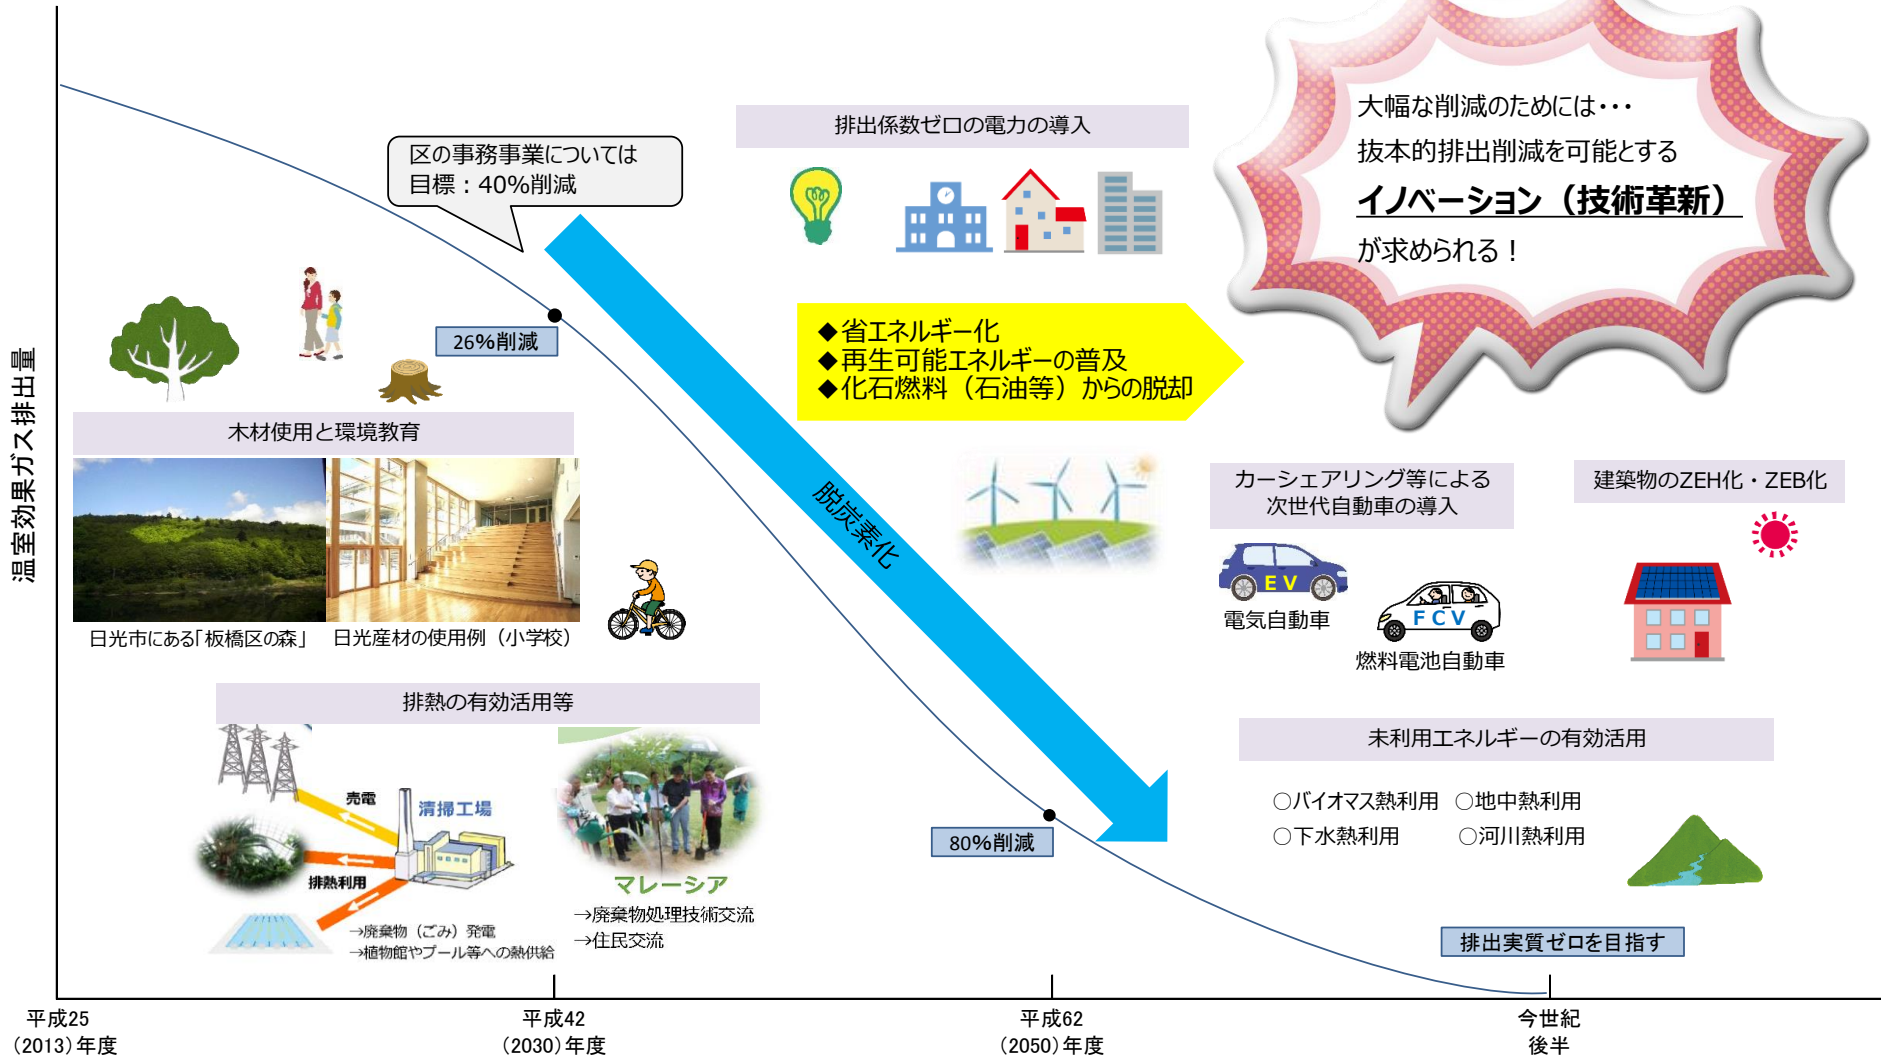 大幅な削減のためには・・・
抜本的排出削減を可能とする
イノベーション（技術革新）
が求められる！
排出係数ゼロの電力の導入
区の事務事業については
目標：40%削減
26%削減
◆省エネルギー化
◆再生可能エネルギーの普及
◆化石燃料（石油等）からの脱却
温室効果ガス排出量
木材使用と環境教育
日光市にある「板橋区の森」
日光産材の使用例（小学校）
脱炭素化
カーシェアリング等による
次世代自動車の導入
EV
電気自動車
FCV
燃料電池自動車
建築物のZEH化・ZEB化
排熱の有効活用等
売電
清掃工場
排熱利用
→廃棄物（ごみ）発電
→植物館やプール等への熱供給
マレーシア
→廃棄物処理技術交流
→住民交流
80%削減
未利用エネルギーの有効活用
○バイオマス熱利用 ○地中熱利用
○下水熱利用 ○河川熱利用
排出実質ゼロを目指す
平成25
（2013）年度
平成42
（2030）年度
平成62
（2050）年度
今世紀
後半